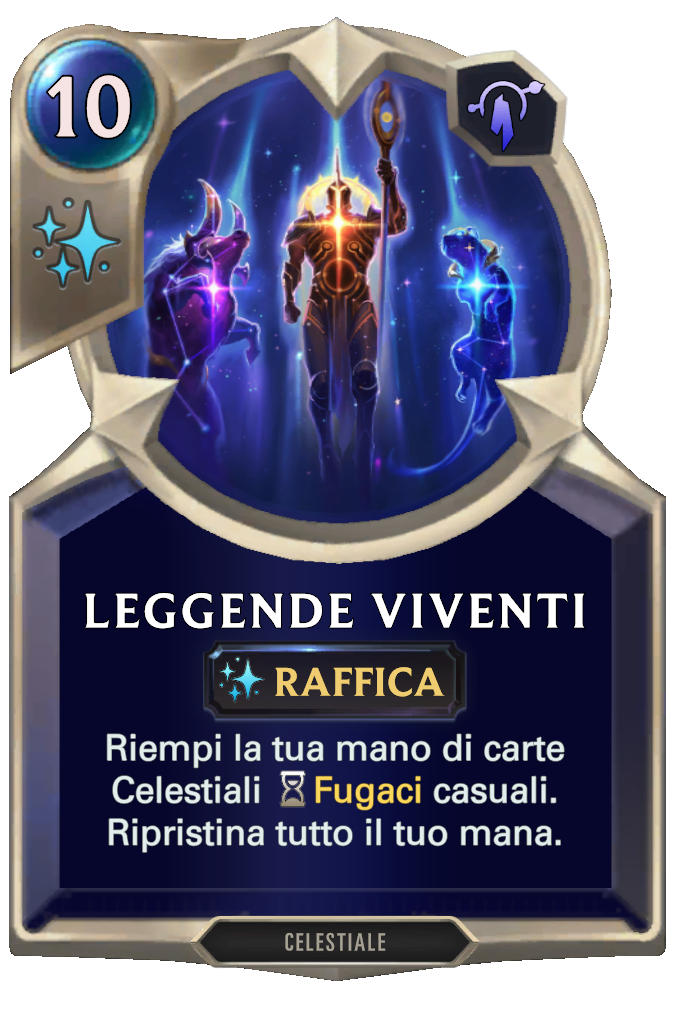 10
LEGGENDE VIVENTI
RAFFICA
Riempi la tua mano di carte
Celestiali Fugaci casuali.
Ripristina tutto il tuo mana.
CELESTIALE